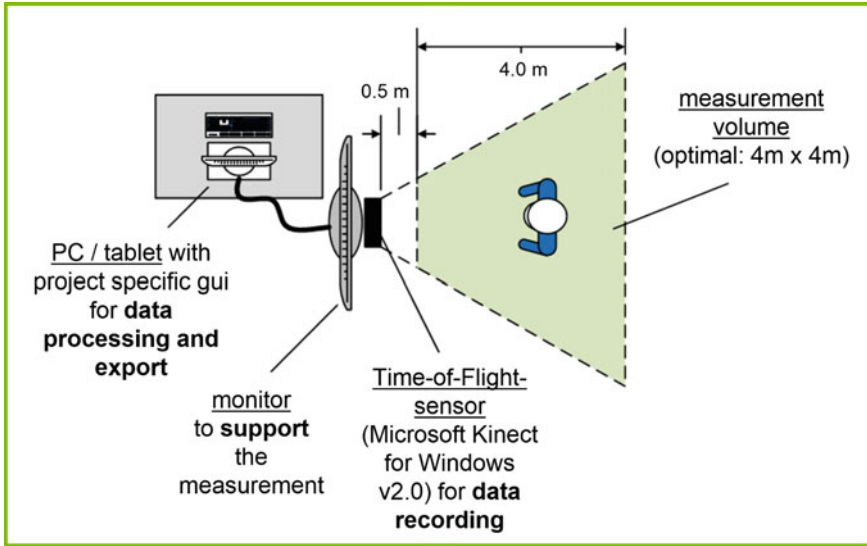 4.0 m
0.5 m
measurement
volume
(optimal: 4m x 4m)
PC / tablet with
project specific gui
for data
processing and
export
monitor
to support
the
measurement
Time-of-Flight-
sensor
(Microsoft Kinect
for Windows
v2.0) for data
recording